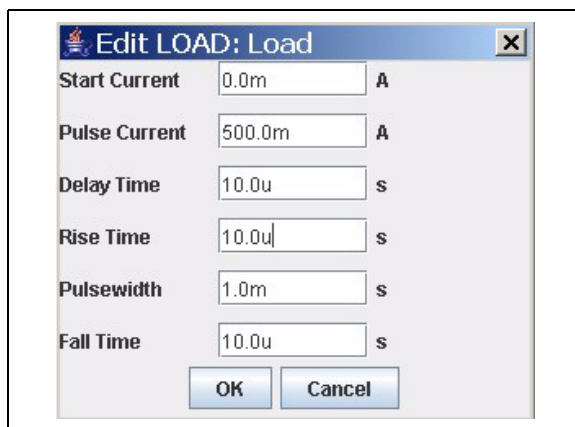 Edit LOAD: Load
Start Current 0.0m A
Pulse Current 500.0m A
Delay Time 10.0u s
Rise Time 10.0u s
Pulsewidth 1.0m s
Fall Time 10.0u s
OK Cancel